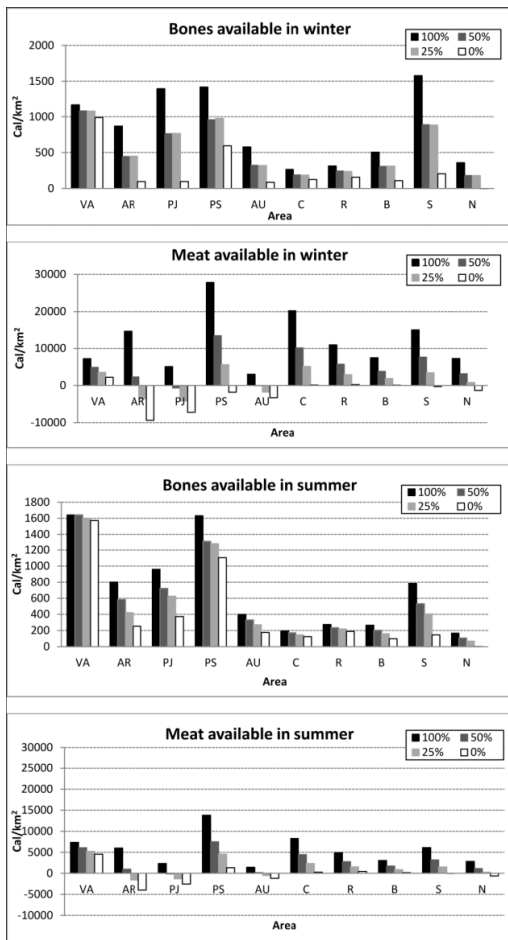 Bones available in winter
100% 50%
25% 0%
2000
1500
1000
500
0
Cal/km²
VA AR PJ PS AU C R B S N
Area
Meat available in winter
100% 50%
25% 0%
30000
20000
10000
0
-10000
Cal/km²
VA AR PJ PS AU C R B S N
Area
Bones available in summer
100% 50%
25% 0%
1800
1600
1400
1200
1000
800
600
400
200
0
Cal/km²
VA AR PJ PS AU C R B S N
Area
Meat available in summer
100% 50%
25% 0%
30000
25000
20000
15000
10000
5000
0
-5000
-10000
Cal/km²
VA AR PJ PS AU C R B S N
Area